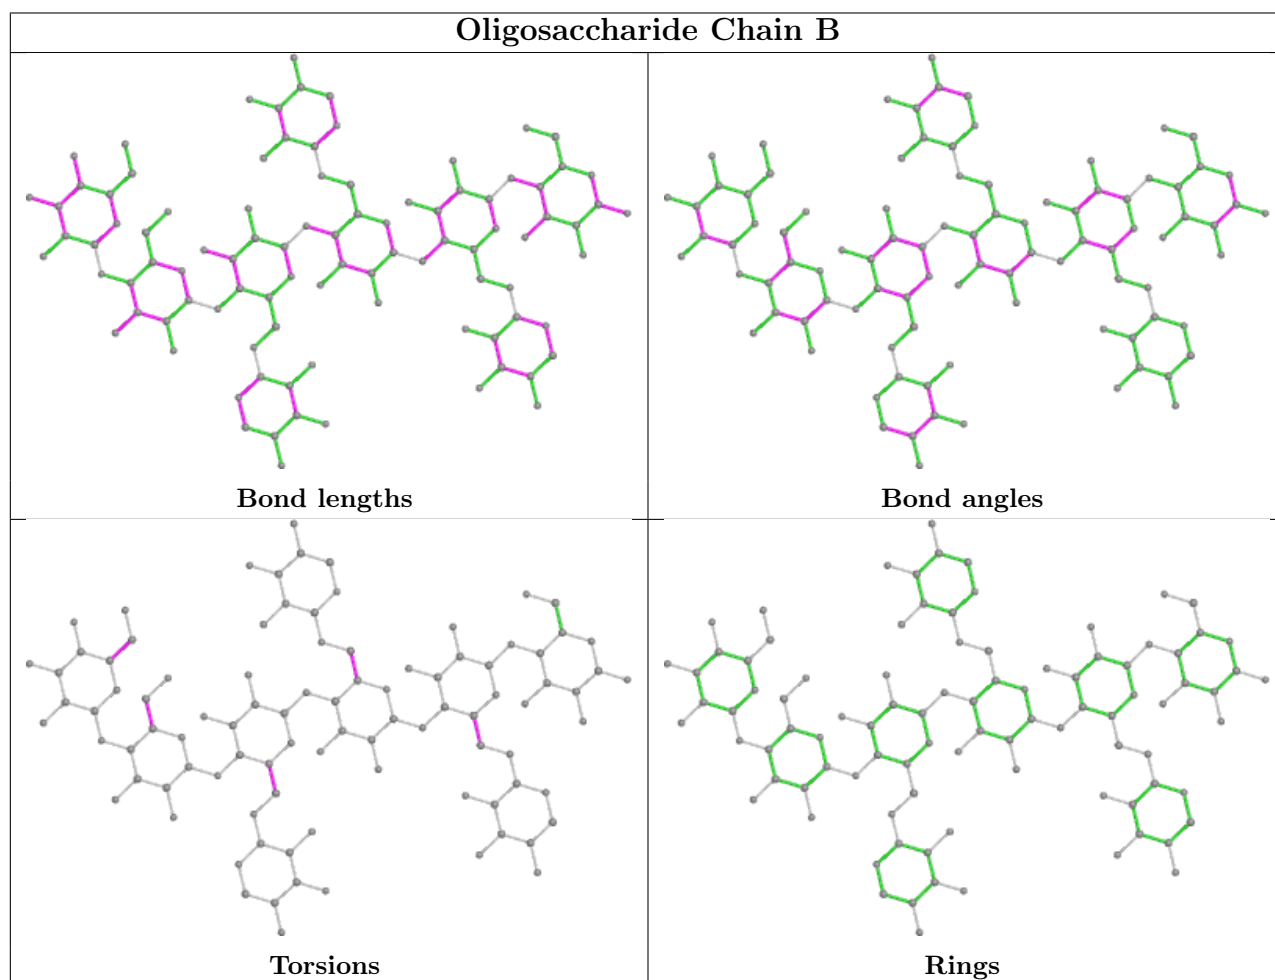 Oligosaccharide Chain B
Bond lengths
Bond angles
Torsions
Rings